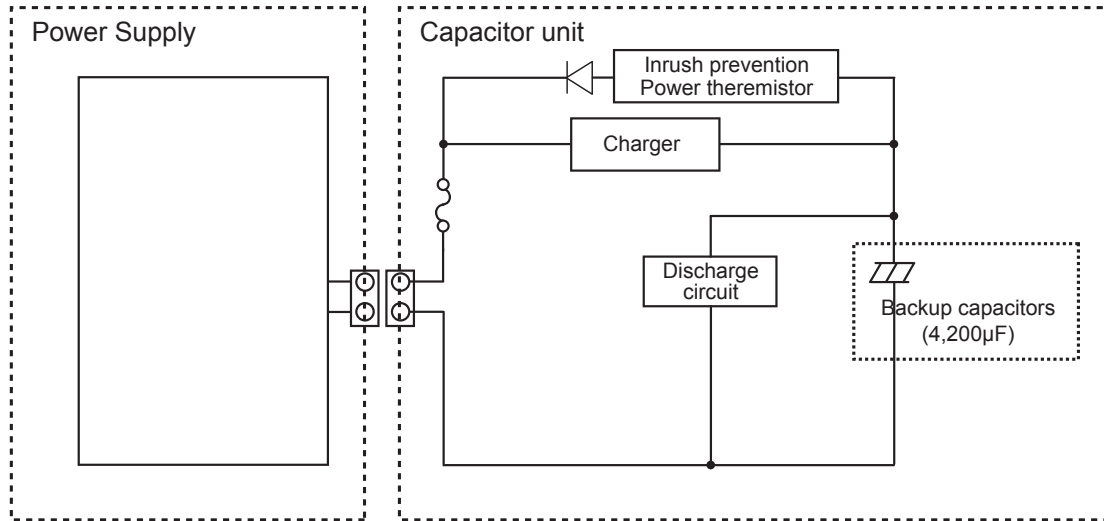 Power Supply
Capacitor unit
Inrush prevention
Power theremistor
Charger
Discharge
circuit
Backup capacitors
(4,200µF)